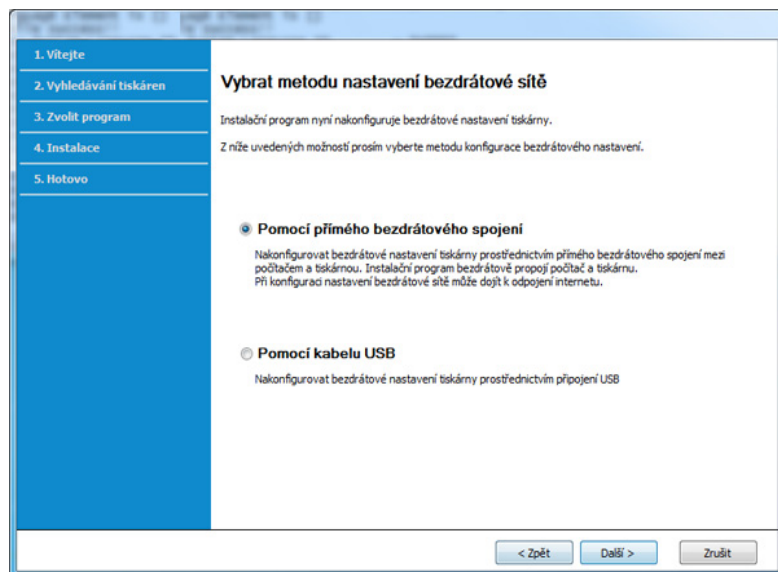 1. Vítejte
2. Vyhledávání tiskáren
3. Zvolit program
4. Instalace
5. Hotovo
Vybrat metodu nastavení bezdrátové sítě
Instalační program nyní nakonfiguruje bezdrátové nastavení tiskárny.
Z níže uvedených možností prosím vyberte metodu konfigurace bezdrátového nastavení.
Pomocí přímého bezdrátového spojení
Nakonfigurovat bezdrátové nastavení tiskárny prostřednictvím přímého bezdrátového spojení mezi
počítačem a tiskárnou. Instalační program bezdrátově propojí počítač a tiskárnu.
Při konfiguraci nastavení bezdrátové sítě může dojít k odpojení internetu.
Pomocí kabelu USB
Nakonfigurovat bezdrátové nastavení tiskárny prostřednictvím připojení USB
< Zpět
Další >
Zrušit